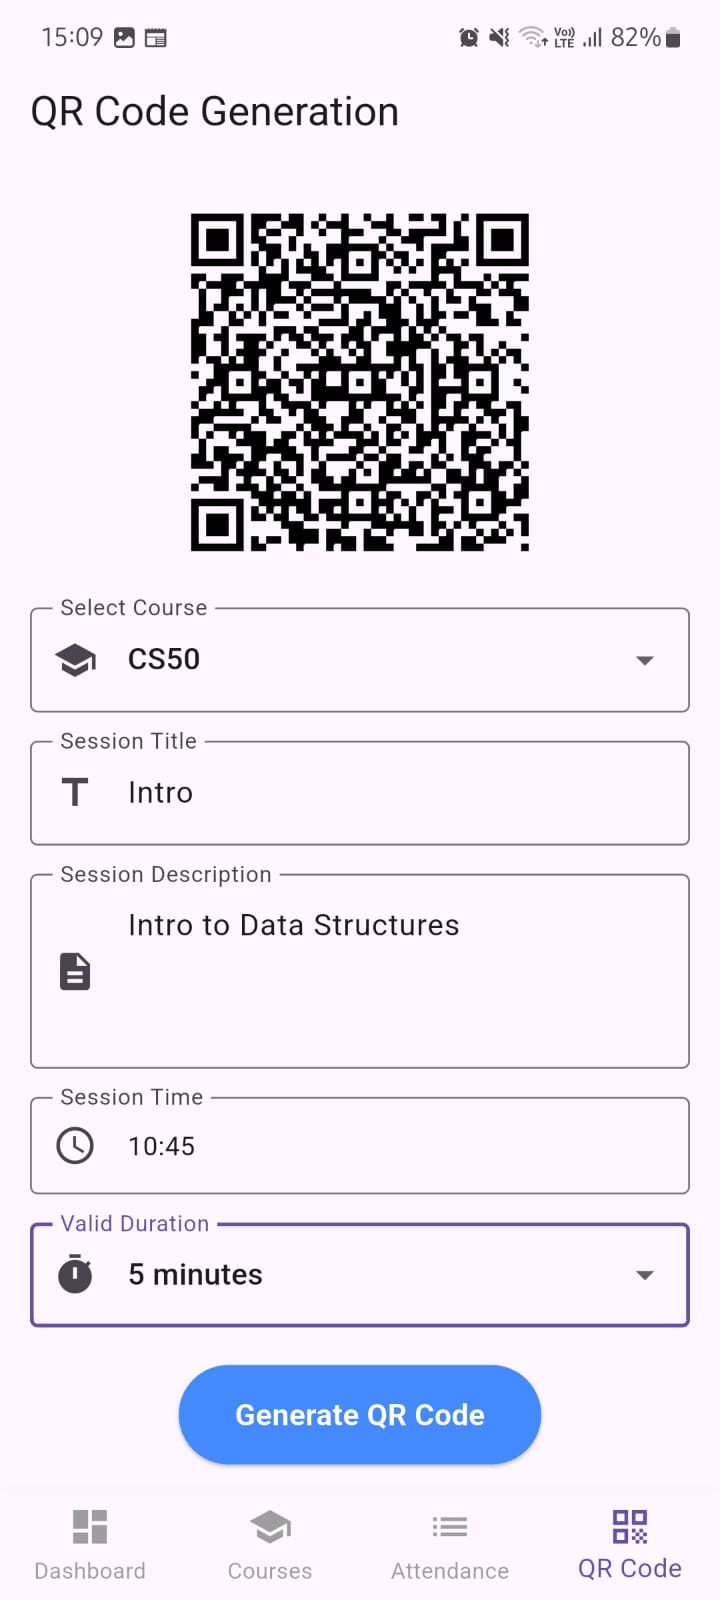 15:09 Vo)) LTE 82%
QR Code Generation
Select Course
CS50
Session Title
Intro
Session Description
Intro to Data Structures
Session Time
10:45
Valid Duration
5 minutes
Generate QR Code
Dashboard Courses Attendance QR Code